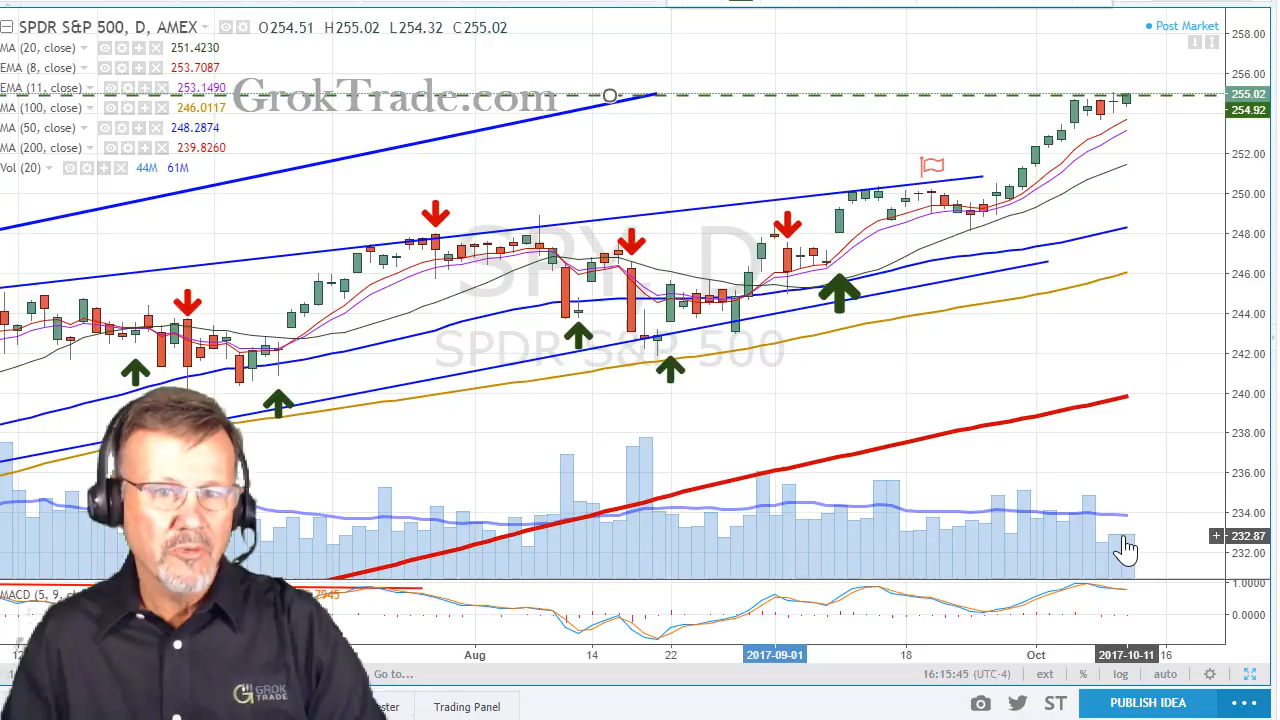 SPDR S&P 500, D, AMEX O254.51 H255.02 L254.32 C255.02
Post Market
MA (20, close) 251.4230
EMA (8, close) 253.7087
EMA (11, close) 253.1490
MA (100, close) 246.0117
MA (50, close) 248.2874
MA (200, close) 239.8260
Vol (20) 44M 61M
GrokTrade.com
SPY, D
SPDR S&P 500
258.00
256.00
255.02
254.92
252.00
250.00
248.00
246.00
244.00
242.00
240.00
238.00
236.00
234.00
232.87
232.00
MACD (5, 9,
.7945
1.0000
0.0000
Aug 14 22 2017-09-01 18 Oct 2017-10-11 16
Go to...
16:15:45 (UTC-4) ext % log auto
GROK
TRADE
Trading Panel
ST
PUBLISH IDEA